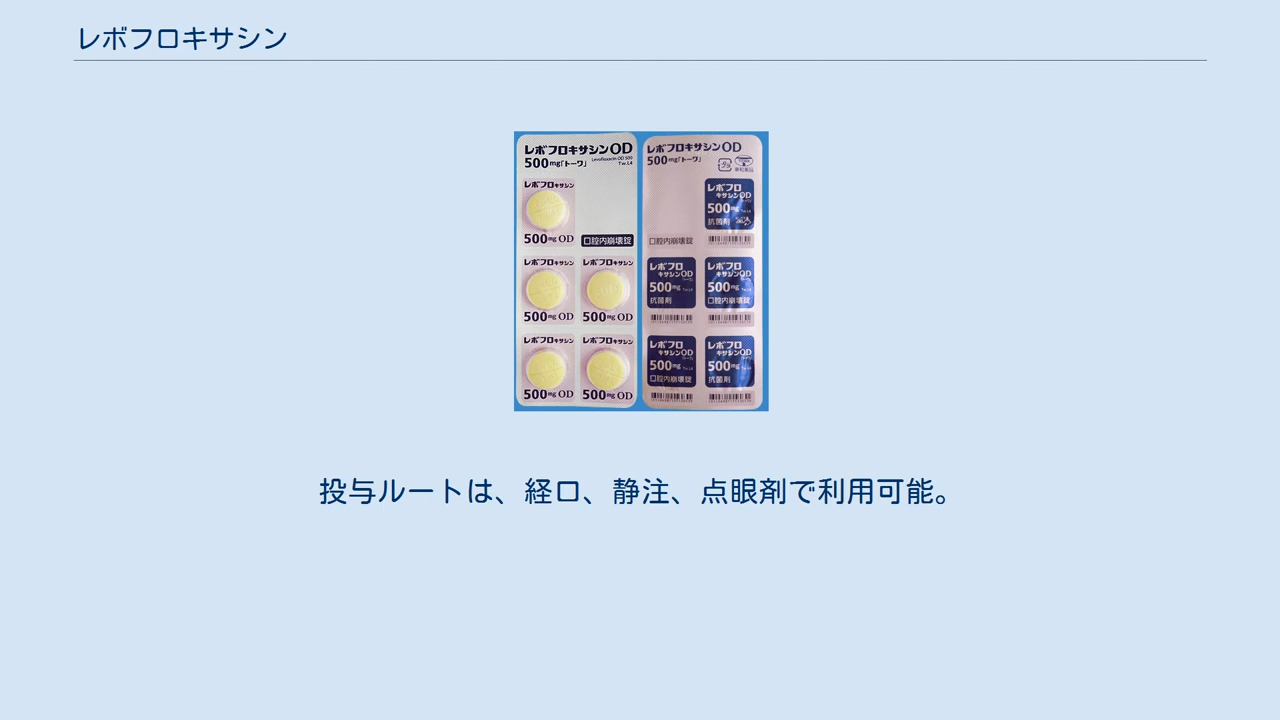 レボフロキサシン
レボフロキサシンOD
500mg「トーワ」
Levofloxacin OD 500
Tw.L4
レボフロキサシン
500mg OD
口腔内崩壊錠
レボフロキサシン
レボフロキサシン
500mg OD
500mg OD
レボフロキサシン
レボフロキサシン
500mg OD
500mg OD
レボフロキサシンOD
500mg「トーワ」
レボフロ
キサシンOD
500mg
抗菌剤
口腔内崩壊錠
レボフロ
キサシンOD
500mg
抗菌剤
レボフロ
キサシンOD
500mg
口腔内崩壊錠
レボフロ
キサシンOD
500mg
口腔内崩壊錠
レボフロ
キサシンOD
500mg
抗菌剤
投与ルートは、経口、静注、点眼剤で利用可能。